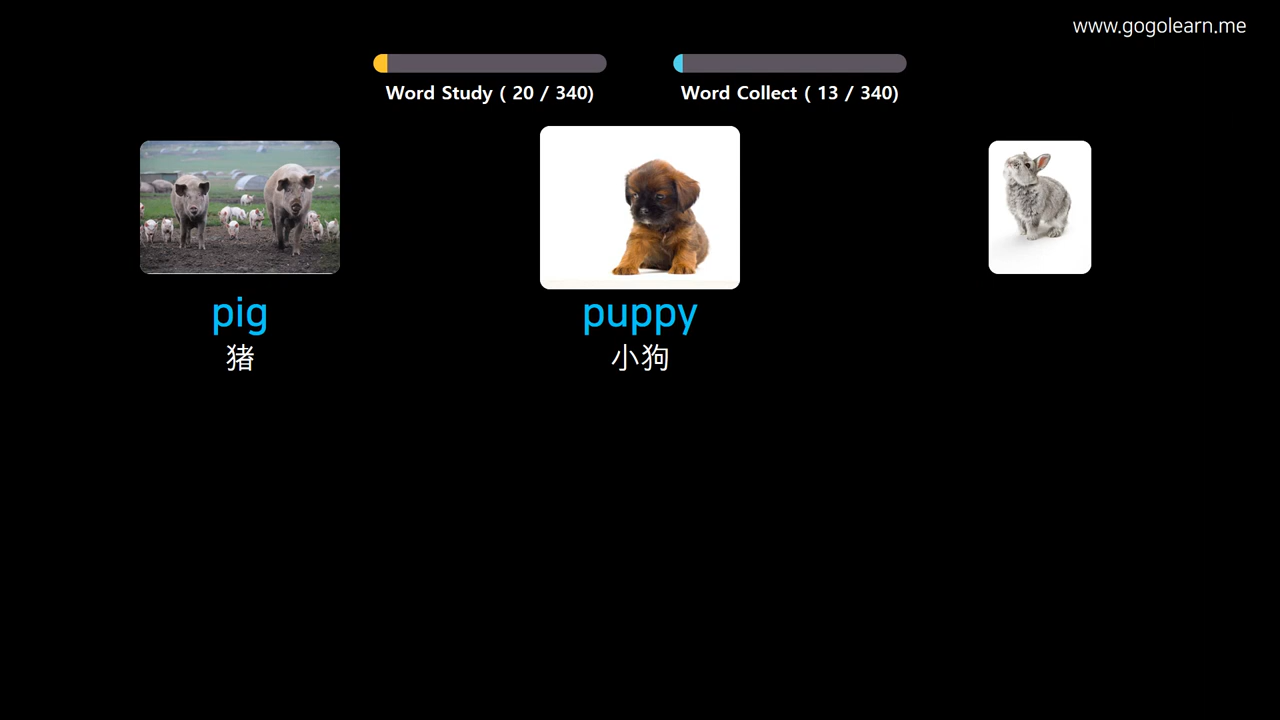 www.gogolearn.me
Word Study ( 20 / 340)
Word Collect ( 13 / 340)
pig
puppy
猪
小狗